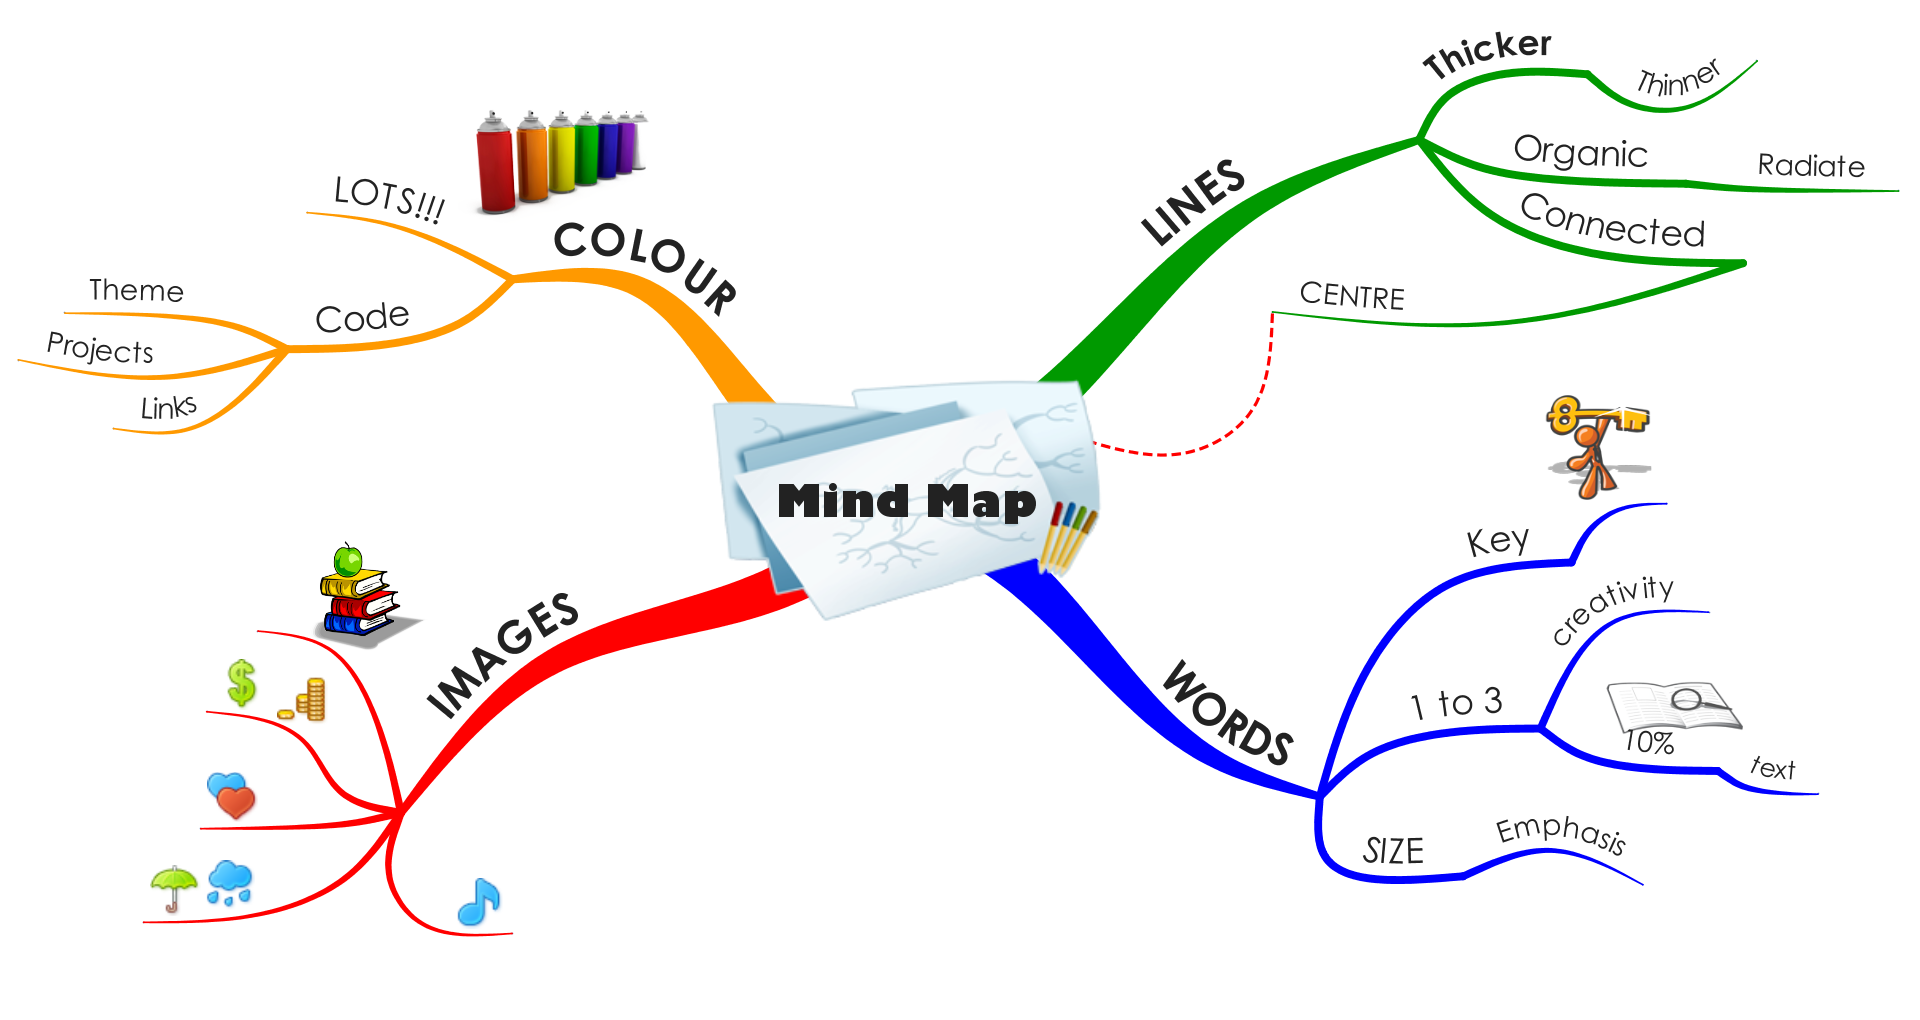 Mind Map
COLOUR
LOTS!!!
Code
Theme
Projects
Links
LINES
Thicker
Thinner
Organic
Radiate
Connected
CENTRE
WORDS
Key
1 to 3
creativity
10%
text
SIZE
Emphasis
IMAGES